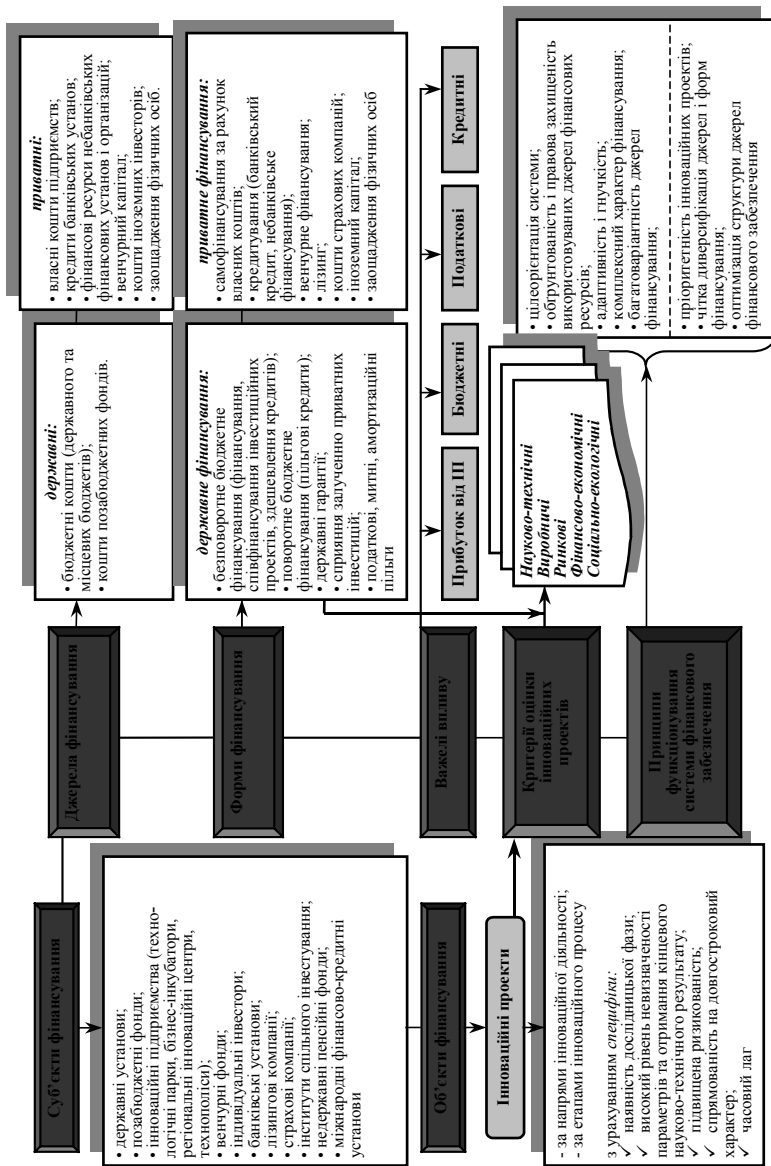 Суб’єкти фінансування
• державні установи;
• позабюджетні фонди;
• інноваційні підприємства (техно-
логічні парки, бізнес-інкубатори,
регіональні інноваційні центри,
технополіси);
• венчурні фонди;
• індивідуальні інвестори;
• банківські установи;
• лізингові компанії;
• страхові компанії;
• інститути спільного інвестування;
• недержавні пенсійні фонди;
• міжнародні фінансово-кредитні
установи
Об’єкти фінансування
Інноваційні проекти
- за напрями інноваційної діяльності;
- за етапами інноваційного процесу
з урахуванням специфіки:
✓ наявність дослідницької фази;
✓ високий рівень невизначеності
параметрів та отримання кінцевого
науково-технічного результату;
✓ підвищена ризикованість;
✓ спрямованість на довгостроковий
характер;
✓ часовий лаг
Джерела фінансування
Форми фінансування
Важелі впливу
Критерії оцінки
інноваційних
проектів
Принципи
функціонування
системи фінансового
забезпечення
державні:
• бюджетні кошти (державного та
місцевих бюджетів);
• кошти позабюджетних фондів.
приватні:
• власні кошти підприємств;
• кредити банківських установ;
• фінансові ресурси небанківських
фінансових установ і організацій;
• венчурний капітал;
• кошти іноземних інвесторів;
• заощадження фізичних осіб.
державне фінансування:
• безповоротне бюджетне
фінансування (фінансування,
співфінансування інвестиційних
проектів, здешевлення кредитів);
• поворотне бюджетне
фінансування (пільгові кредити);
• державні гарантії;
• сприяння залученню приватних
інвестицій;
• податкові, митні, амортизаційні
пільги
приватне фінансування:
• самофінансування за рахунок
власних коштів;
• кредитування (банківський
кредит, небанківське
фінансування);
• венчурне фінансування;
• лізинг;
• кошти страхових компаній;
• іноземний капітал;
• заощадження фізичних осіб
Прибуток від ІП
Бюджетні
Податкові
Кредитні
Науково-технічні
Виробничі
Ринкові
Фінансово-економічні
Соціально-екологічні
• цілеорієнтація системи;
• обґрунтованість і правова захищеність
використовуваних джерел фінансових
ресурсів;
• адаптивність і гнучкість;
• комплексний характер фінансування;
• багатоваріантність джерел
фінансування;
• пріоритетність інноваційних проектів;
• чітка диверсифікація джерел і форм
фінансування;
• оптимізація структури джерел
фінансового забезпечення